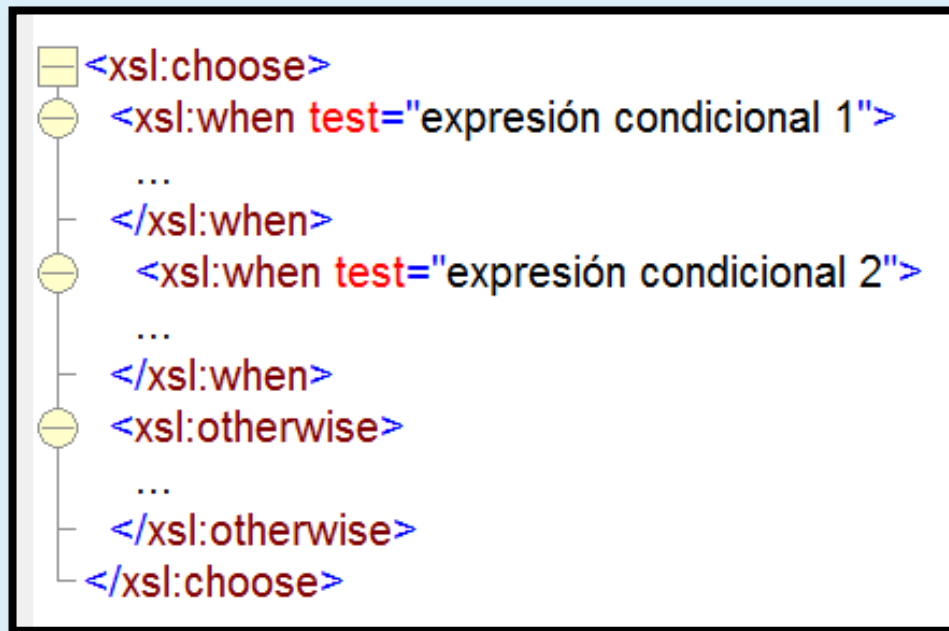 <xsl:choose>
<xsl:when test="expresión condicional 1">
...
</xsl:when>
<xsl:when test="expresión condicional 2">
...
</xsl:when>
<xsl:otherwise>
...
</xsl:otherwise>
</xsl:choose>